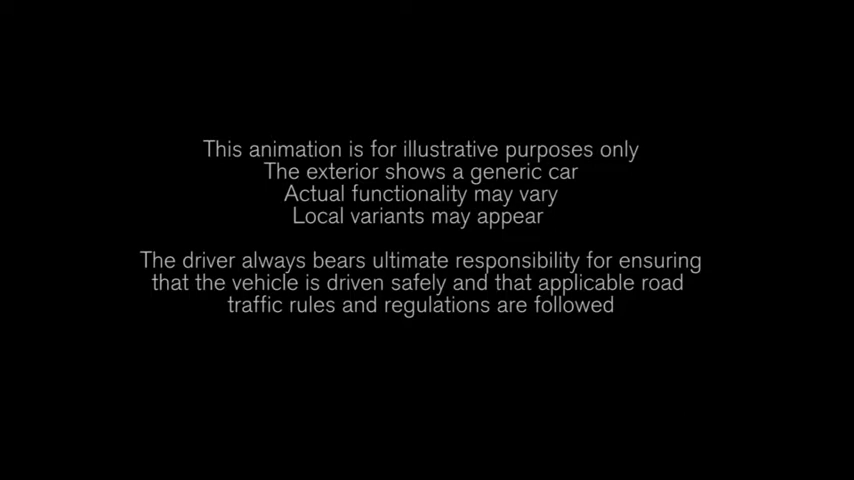 This animation is for illustrative purposes only
The exterior shows a generic car
Actual functionality may vary
Local variants may appear
The driver always bears ultimate responsibility for ensuring
that the vehicle is driven safely and that applicable road
traffic rules and regulations are followed